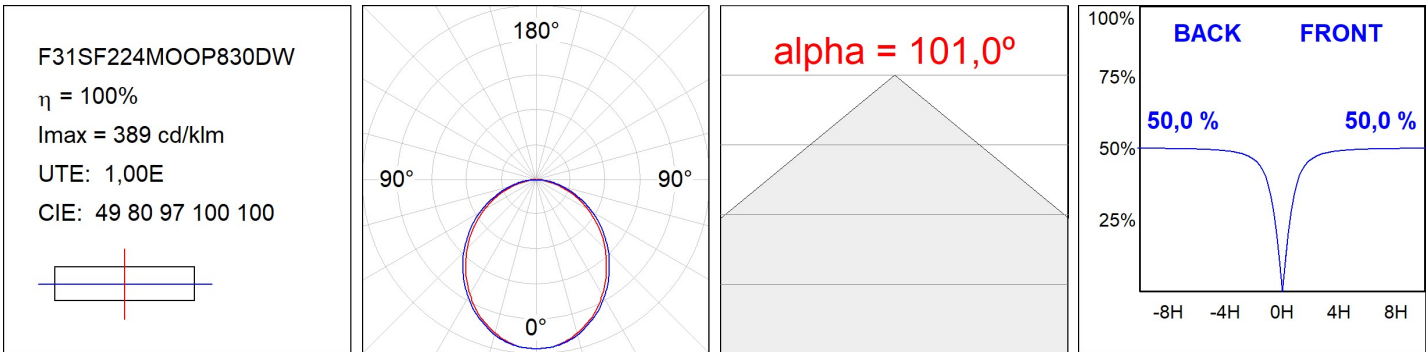 F31SF224MOOP830DW
η = 100%
Imax = 389 cd/klm
UTE: 1,00E
CIE: 49 80 97 100 100
180°
90° 90°
0°
alpha = 101,0º
100%
BACK FRONT
75%
50,0 % 50,0 %
50%
25%
-8H -4H 0H 4H 8H